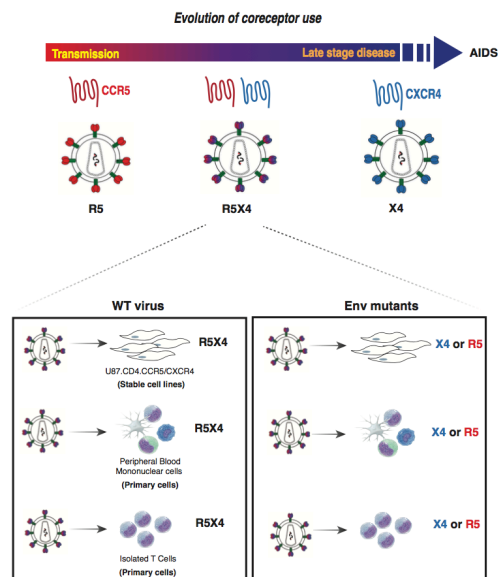 Evolution of coreceptor use
Transmission
Late stage disease
AIDS
CCR5
CXCR4
R5
R5X4
X4
WT virus
R5X4
U87.CD4.CCR5/CXCR4
(Stable cell lines)
R5X4
Peripheral Blood
Mononuclear cells
(Primary cells)
R5X4
Isolated T Cells
(Primary cells)
Env mutants
X4 or R5
X4 or R5
X4 or R5